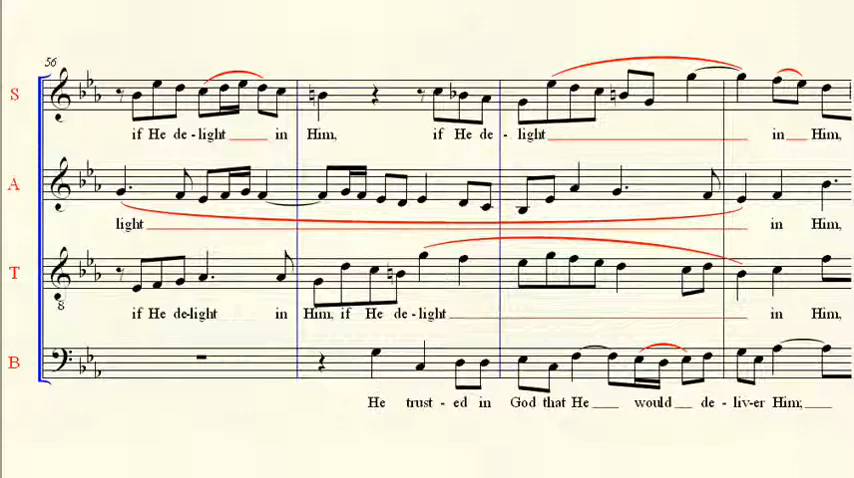 56
S
if He de - light in Him, if He de - light in Him,
A
light in Him,
T
8
if He de-light in Him, if He de - light in Him,
B
He trust - ed in God that He would de - liv-er Him;